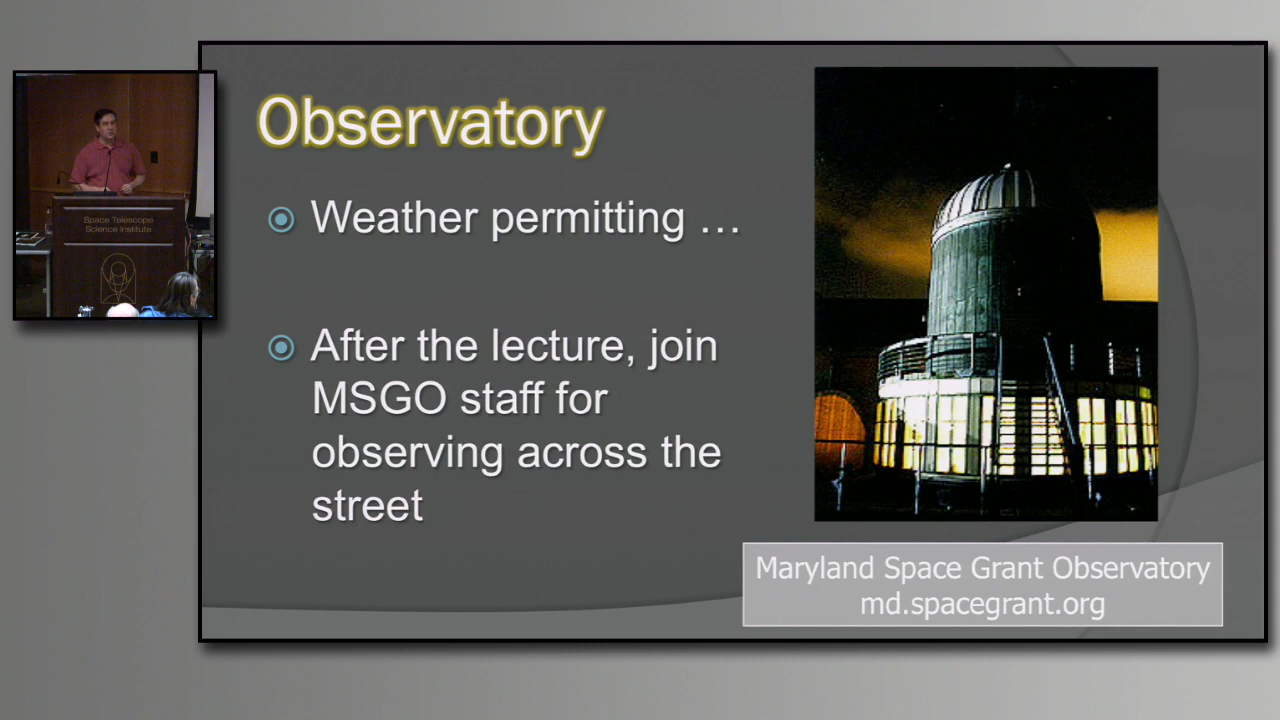 Observatory
Weather permitting …
After the lecture, join
MSGO staff for
observing across the
street
Maryland Space Grant Observatory
md.spacegrant.org
Space Telescope
Science Institute